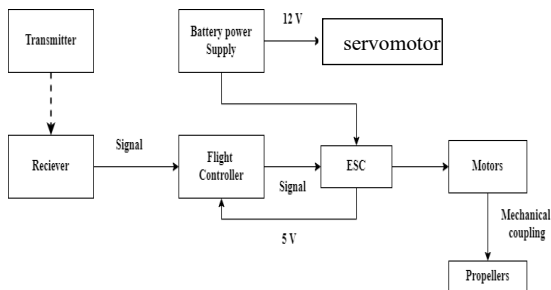 Transmitter
Battery power
Supply
12 V
servomotor
Reciever
Signal
Flight
Controller
Signal
ESC
Motors
5 V
Mechanical
coupling
Propellers